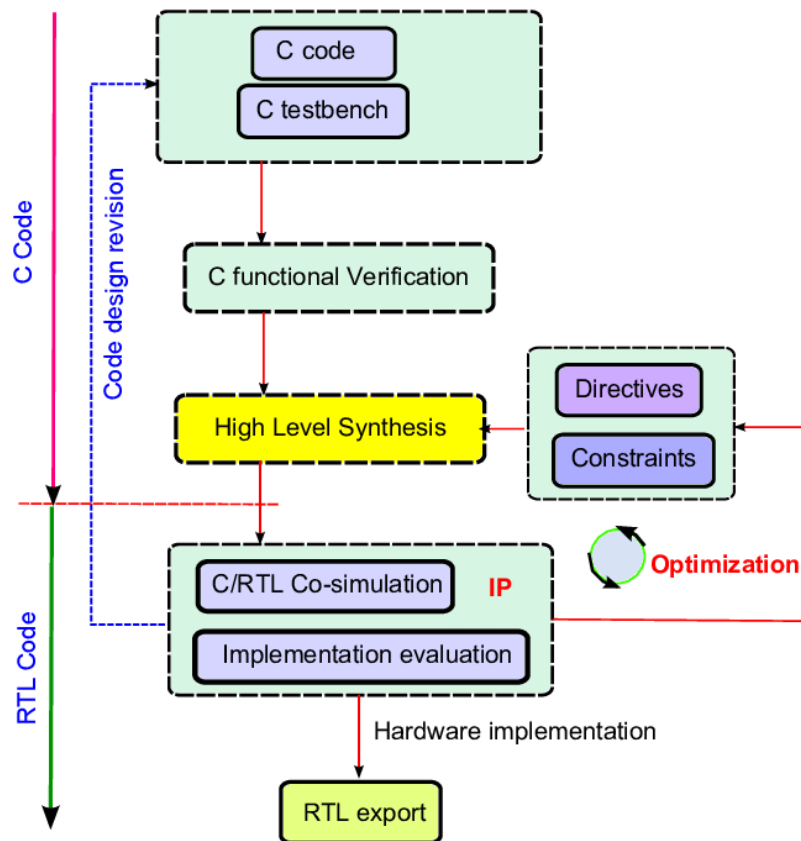 C code
C testbench
C Code
Code design revision
C functional Verification
High Level Synthesis
Directives
Constraints
Optimization
C/RTL Co-simulation
IP
Implementation evaluation
RTL Code
Hardware implementation
RTL export